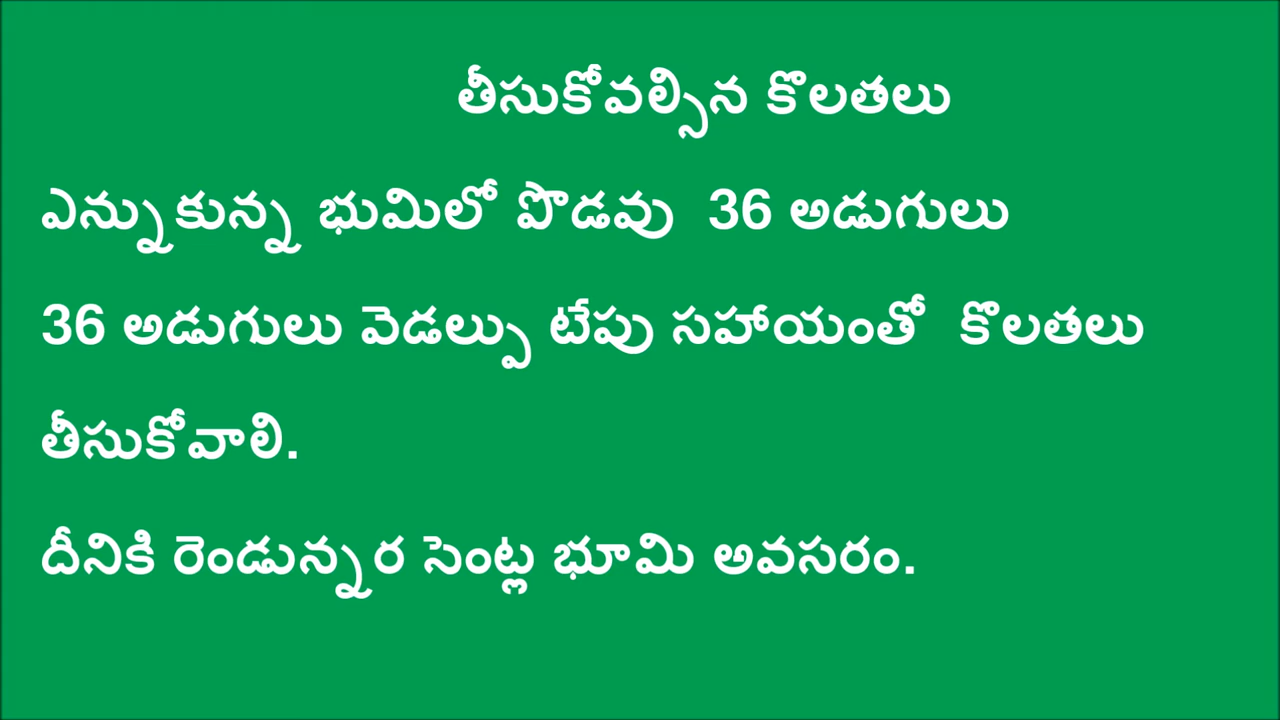 తీసుకోవల్సిన కొలతలు
ఎన్నుకున్న భుమిలో పొడవు 36 అడుగులు
36 అడుగులు వెడల్పు టేపు సహాయంతో కొలతలు
తీసుకోవాలి.
దీనికి రెండున్నర సెంట్ల భూమి అవసరం.